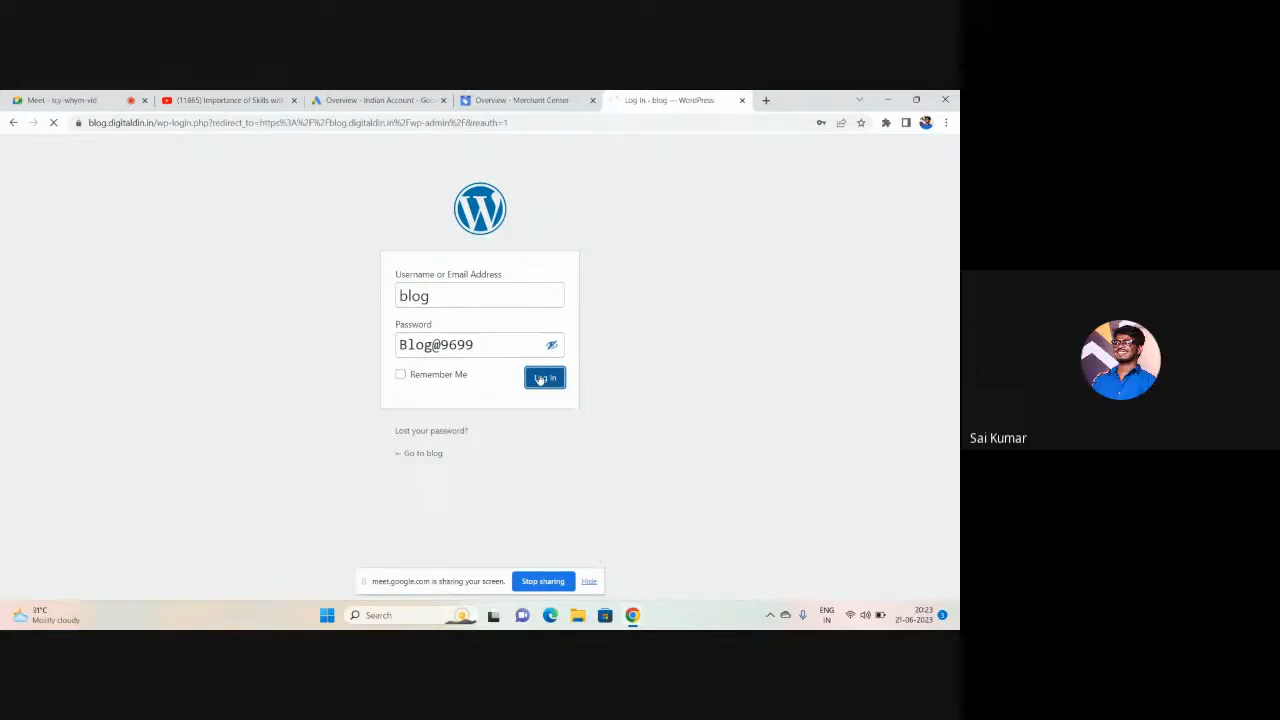 Meet - tcy-whym-vid
(11865) Importance of Skills with
Overview - Indian Account - Goo
Overview - Merchant Center
Log In ‹ blog — WordPress
blog.digitaldin.in/wp-login.php?redirect_to=https%3A%2F%2Fblog.digitaldin.in%2Fwp-admin%2F&reauth=1
Username or Email Address
blog
Password
Blog@9699
Remember Me
Log In
Lost your password?
← Go to blog
Sai Kumar
meet.google.com is sharing your screen.
Stop sharing
Hide
31°C
Mostly cloudy
Search
ENG
IN
20:23
21-06-2023
3